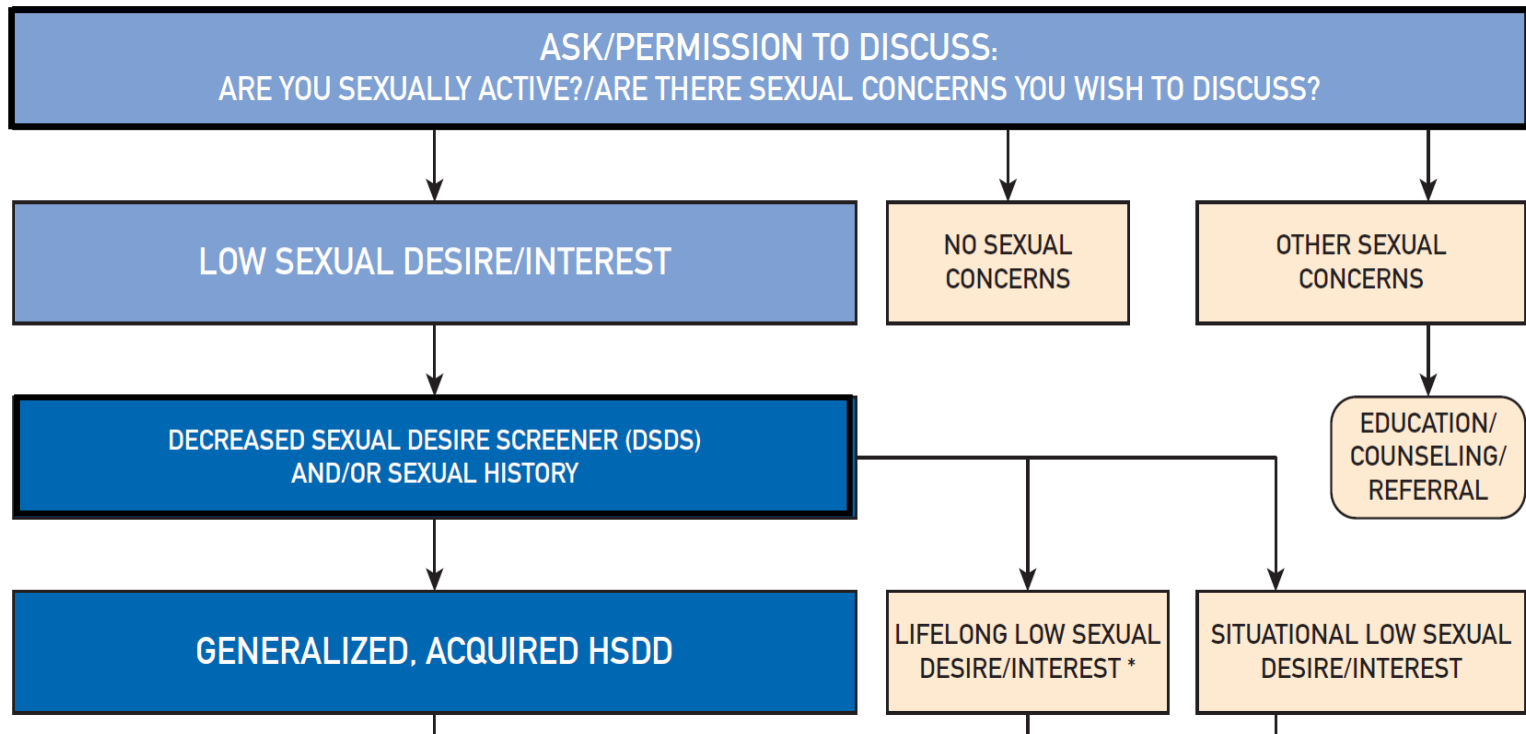 ASK/PERMISSION TO DISCUSS:
ARE YOU SEXUALLY ACTIVE?/ARE THERE SEXUAL CONCERNS YOU WISH TO DISCUSS?
LOW SEXUAL DESIRE/INTEREST
NO SEXUAL
CONCERNS
OTHER SEXUAL
CONCERNS
DECREASED SEXUAL DESIRE SCREENER (DSDS)
AND/OR SEXUAL HISTORY
EDUCATION/
COUNSELING/
REFERRAL
GENERALIZED, ACQUIRED HSDD
LIFELONG LOW SEXUAL
DESIRE/INTEREST *
SITUATIONAL LOW SEXUAL
DESIRE/INTEREST